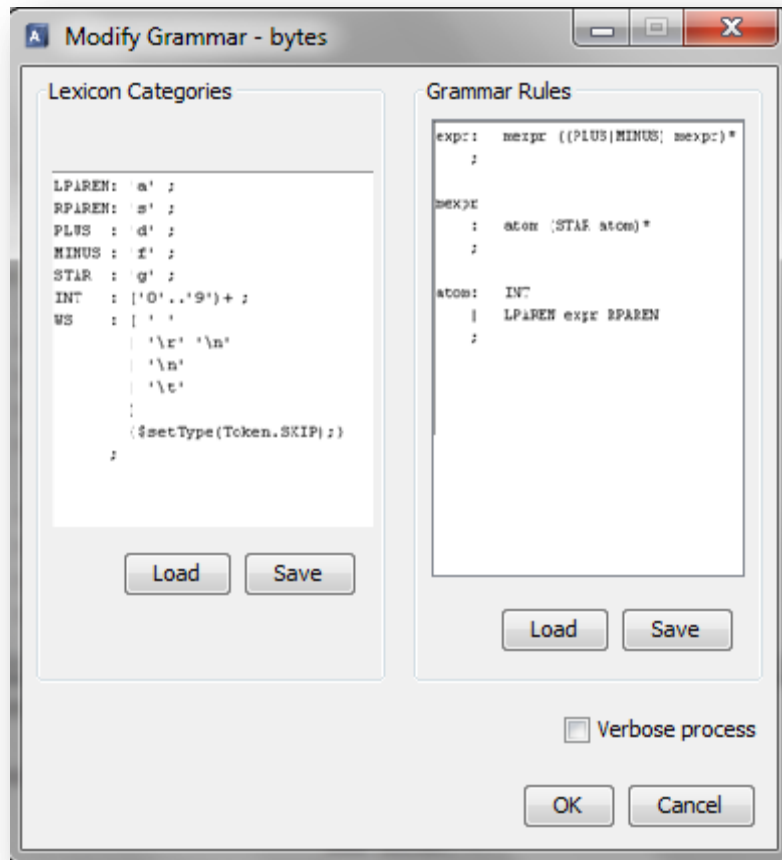 Modify Grammar - bytes
Lexicon Categories
LPAREN: 'a' ;
RPAREN: 's' ;
PLUS : 'd' ;
MINUS : 'f' ;
STAR : 'g' ;
INT : ('0'..'9')+ ;
WS : ( ' '
| '\r' '\n'
| '\n'
| '\t'
)
{$setType(Token.SKIP);}
;
Load Save
Grammar Rules
expr: mexpr ((PLUS|MINUS) mexpr)*
;
mexpr
: atom (STAR atom)*
;
atom: INT
| LPAREN expr RPAREN
;
Load Save
Verbose process
OK Cancel